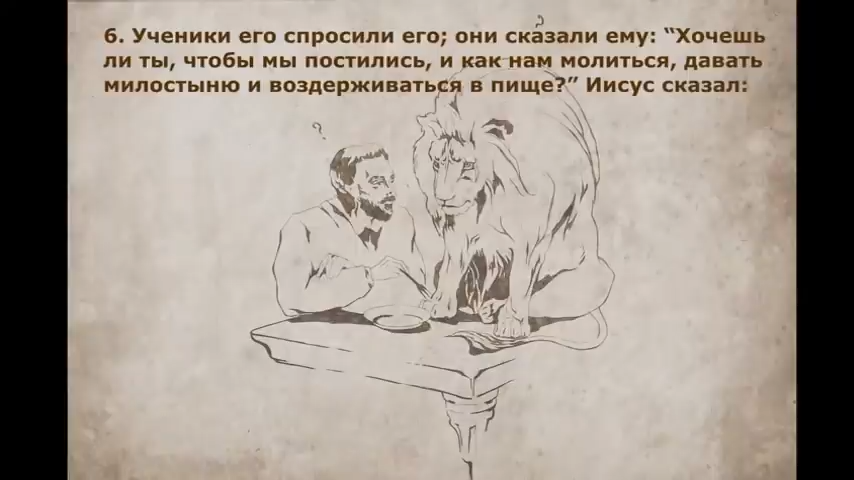 6. Ученики его спросили его; они сказали ему: “Хочешь
ли ты, чтобы мы постились, и как нам молиться, давать
милостыню и воздерживаться в пище?” Иисус сказал: